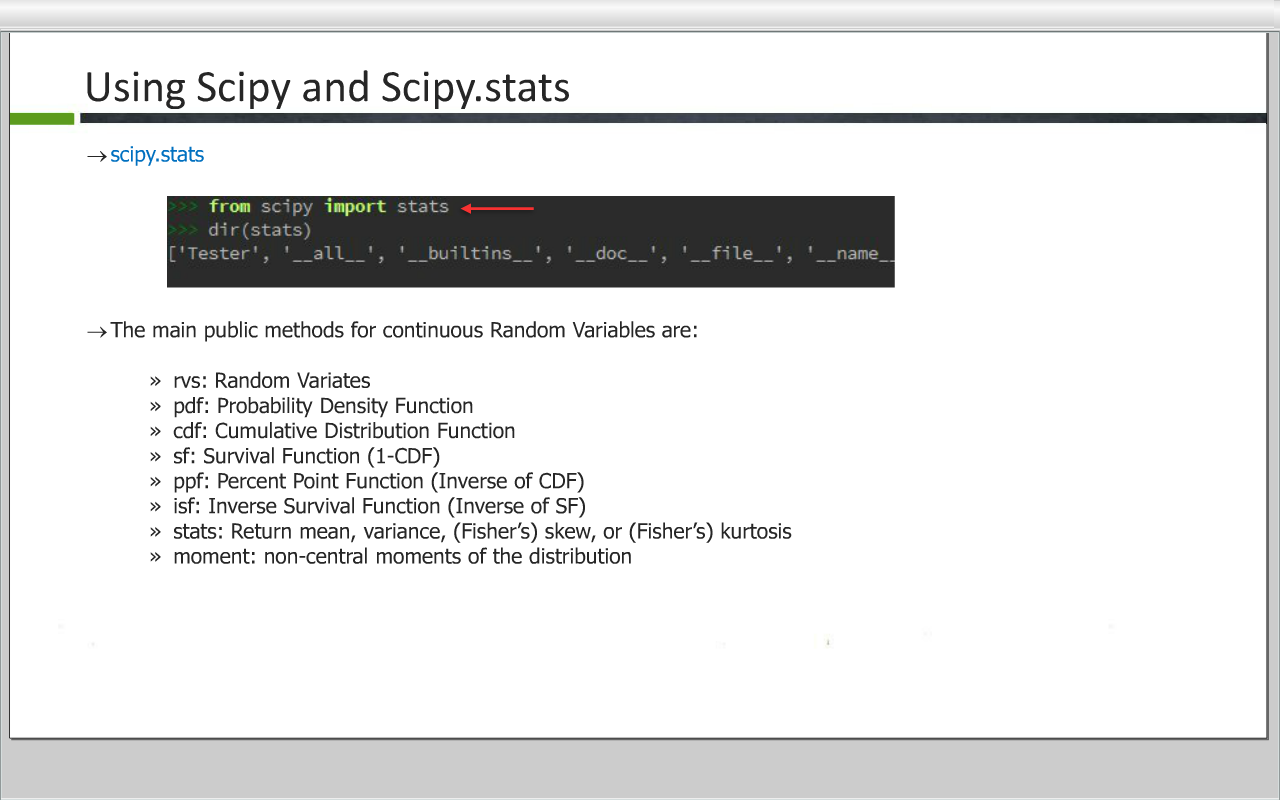 Using Scipy and Scipy.stats
→ scipy.stats
>>> from scipy import stats
>>> dir(stats)
['Tester', '__all__', '__builtins__', '__doc__', '__file__', '__name__
→ The main public methods for continuous Random Variables are:
» rvs: Random Variates
» pdf: Probability Density Function
» cdf: Cumulative Distribution Function
» sf: Survival Function (1-CDF)
» ppf: Percent Point Function (Inverse of CDF)
» isf: Inverse Survival Function (Inverse of SF)
» stats: Return mean, variance, (Fisher’s) skew, or (Fisher’s) kurtosis
» moment: non-central moments of the distribution